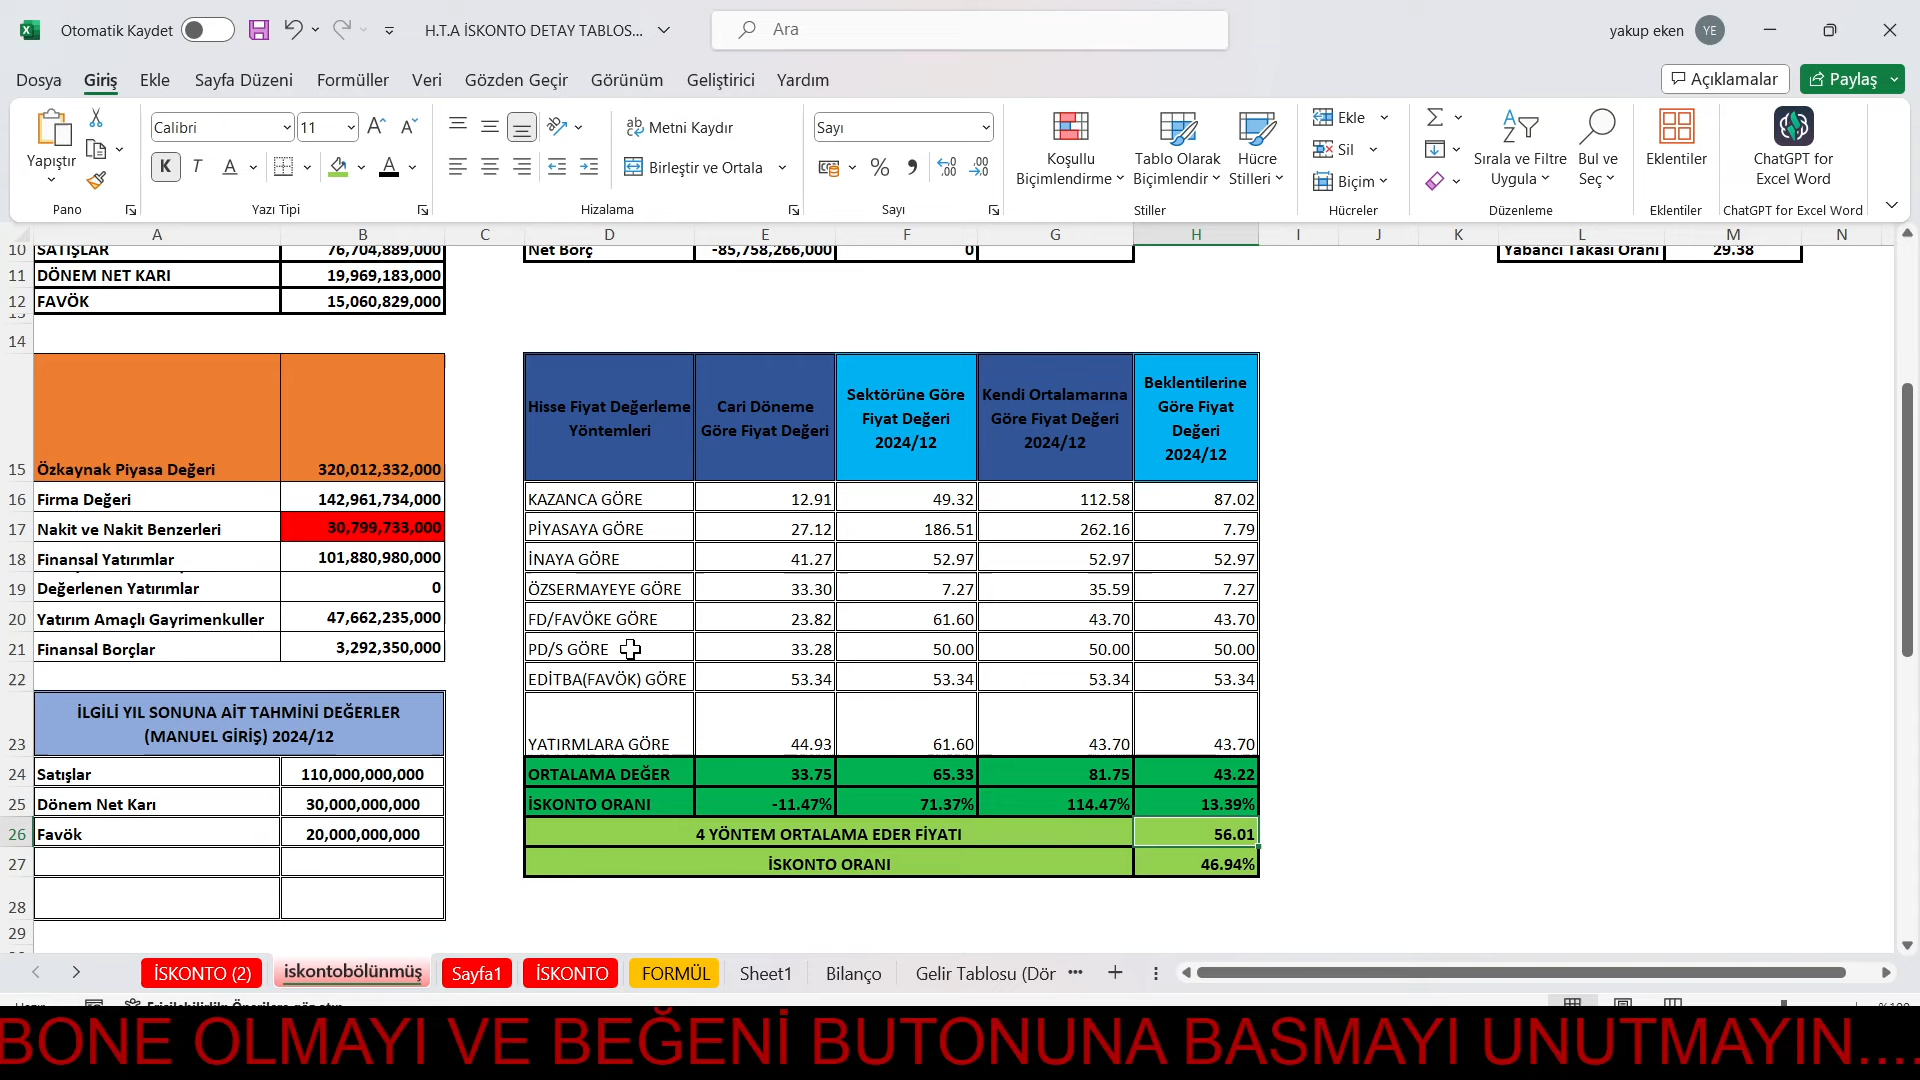 Otomatik Kaydet
H.T.A İSKONTO DETAY TABLOS...
Ara
yakup eken
YE
Dosya Giriş Ekle Sayfa Düzeni Formüller Veri Gözden Geçir Görünüm Geliştirici Yardım
Açıklamalar
Paylaş
Yapıştır
Pano
Calibri 11
K T A A
Yazı Tipi
Metni Kaydır
Birleştir ve Ortala
Hizalama
Sayı
Sayı
Koşullu Biçimlendirme
Tablo Olarak Biçimlendir
Hücre Stilleri
Stiller
Ekle
Sil
Biçim
Hücreler
Sırala ve Filtre Uygula
Bul ve Seç
Düzenleme
Eklentiler
Eklentiler
ChatGPT for Excel Word
ChatGPT for Excel Word
A B C D E F G H I J K L M N
10 SATIŞLAR 76,704,889,000 Net Borç -85,758,266,000 0 Yabancı Takası Oranı 29.38
11 DÖNEM NET KARI 19,969,183,000
12 FAVÖK 15,060,829,000
13
14
Hisse Fiyat Değerleme Yöntemleri
Cari Döneme Göre Fiyat Değeri
Sektörüne Göre Fiyat Değeri 2024/12
Kendi Ortalamarına Göre Fiyat Değeri 2024/12
Beklentilerine Göre Fiyat Değeri 2024/12
15 Özkaynak Piyasa Değeri 320,012,332,000
16 Firma Değeri 142,961,734,000 KAZANCA GÖRE 12.91 49.32 112.58 87.02
17 Nakit ve Nakit Benzerleri 30,799,733,000 PİYASAYA GÖRE 27.12 186.51 262.16 7.79
18 Finansal Yatırımlar 101,880,980,000 İNAYA GÖRE 41.27 52.97 52.97 52.97
19 Değerlenen Yatırımlar 0 ÖZSERMAYEYE GÖRE 33.30 7.27 35.59 7.27
20 Yatırım Amaçlı Gayrimenkuller 47,662,235,000 FD/FAVÖKE GÖRE 23.82 61.60 43.70 43.70
21 Finansal Borçlar 3,292,350,000 PD/S GÖRE 33.28 50.00 50.00 50.00
22 EDİTBA(FAVÖK) GÖRE 53.34 53.34 53.34 53.34
İLGİLİ YIL SONUNA AİT TAHMİNİ DEĞERLER
(MANUEL GİRİŞ) 2024/12
23 YATIRMLARA GÖRE 44.93 61.60 43.70 43.70
24 Satışlar 110,000,000,000 ORTALAMA DEĞER 33.75 65.33 81.75 43.22
25 Dönem Net Karı 30,000,000,000 İSKONTO ORANI -11.47% 71.37% 114.47% 13.39%
26 Favök 20,000,000,000 4 YÖNTEM ORTALAMA EDER FİYATI 56.01
27 İSKONTO ORANI 46.94%
28
29
İSKONTO (2) iskontobölünmüş Sayfa1 İSKONTO FORMÜL Sheet1 Bilanço Gelir Tablosu (Dör ...
BONE OLMAYI VE BEĞENİ BUTONUNA BASMAYI UNUTMAYIN....